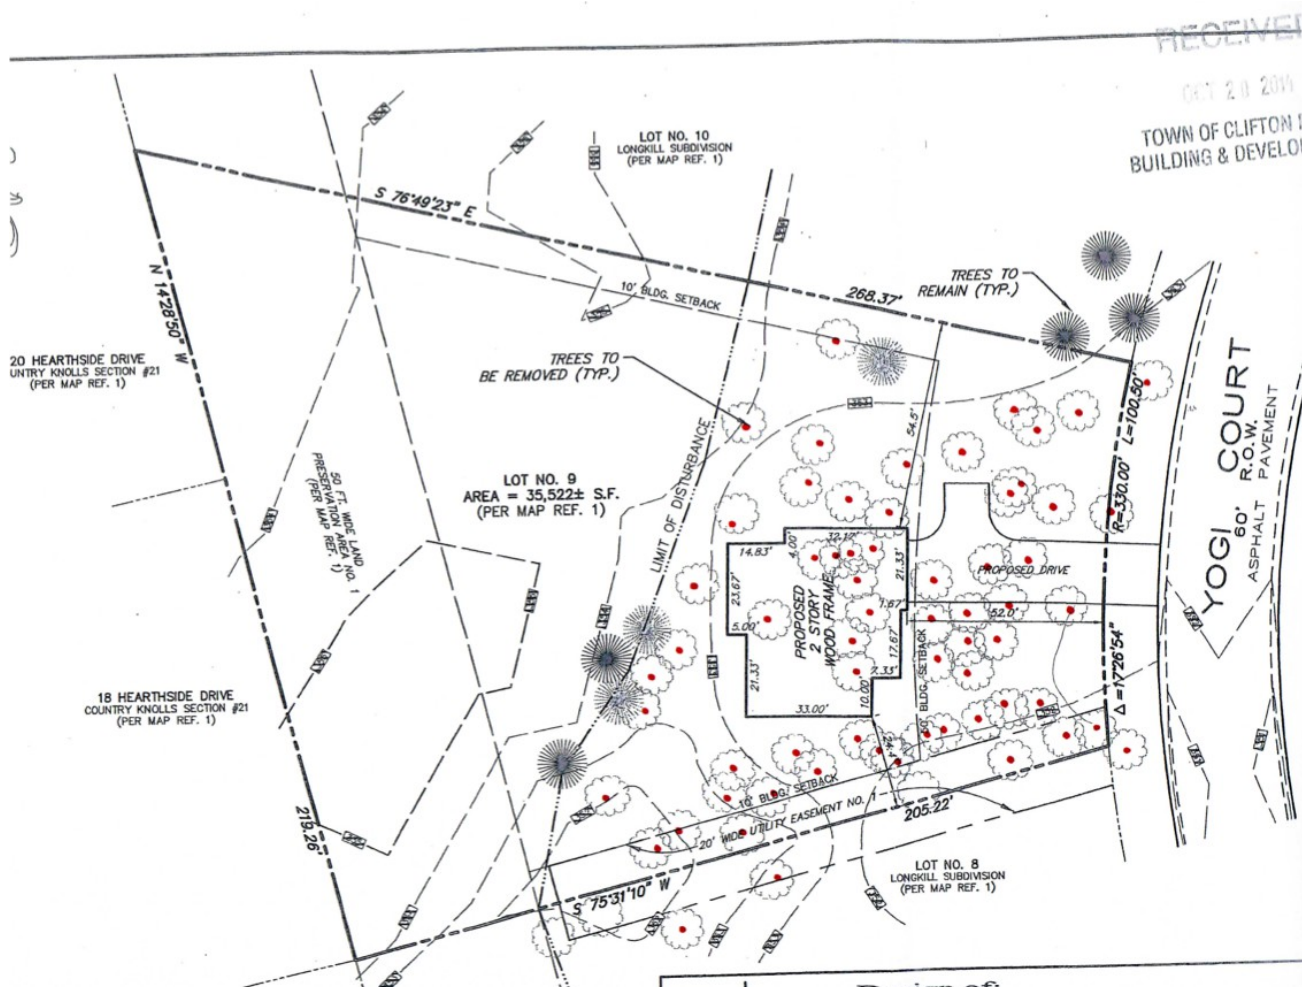 RECEIVED
OCT 20 2014
TOWN OF CLIFTON
BUILDING & DEVELO
LOT NO. 10
LONGKILL SUBDIVISION
(PER MAP REF. 1)
S 76°49'23" E
268.37'
10' BLDG. SETBACK
TREES TO
REMAIN (TYP.)
N 14°28'50" W
219.26'
20 HEARTHSIDE DRIVE
UNTRY KNOLLS SECTION #21
(PER MAP REF. 1)
TREES TO
BE REMOVED (TYP.)
L=100.50'
R=330.00'
Δ=17°26'54"
YOGI COURT
60' R.O.W.
ASPHALT PAVEMENT
54.5'
LIMIT OF DISTURBANCE
50 FT. WIDE LAND
PRESERVATION AREA NO. 1
(PER MAP REF. 1)
LOT NO. 9
AREA = 35,522± S.F.
(PER MAP REF. 1)
14.83'
4.00'
32.17'
21.33'
23.67'
1.67'
5.00'
17.67'
21.33'
7.33'
10.00'
33.00'
PROPOSED
2 STORY
WOOD FRAME
PROPOSED DRIVE
52.0'
BLDG. SETBACK
24.4'
18 HEARTHSIDE DRIVE
COUNTRY KNOLLS SECTION #21
(PER MAP REF. 1)
10' BLDG. SETBACK
20' WIDE UTILITY EASEMENT NO. 1
205.22'
S 75°31'10" W
LOT NO. 8
LONGKILL SUBDIVISION
(PER MAP REF. 1)